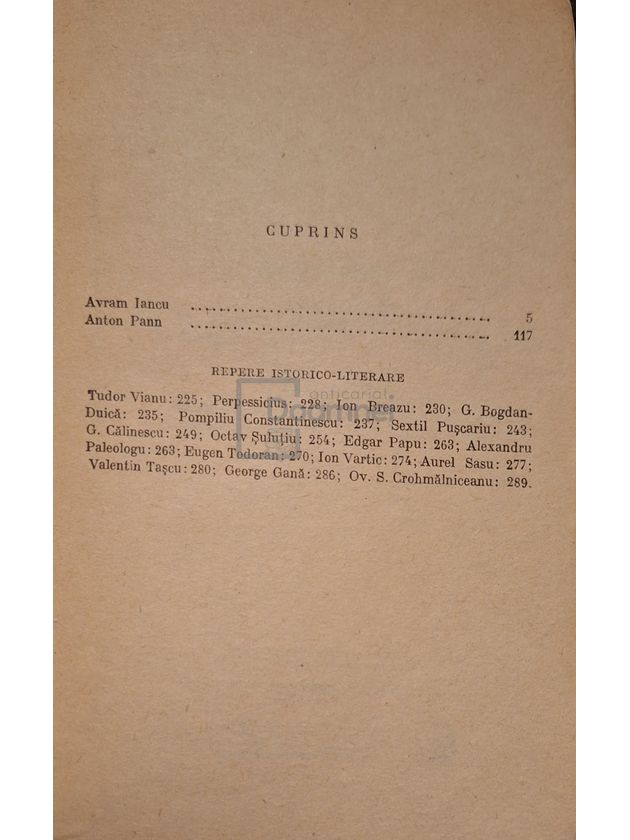 CUPRINS
Avram Iancu ........................................ 5
Anton Pann ........................................ 117
REPERE ISTORICO-LITERARE
Tudor Vianu: 225; Perpessicius: 228; Ion Breazu: 230; G. Bogdan-
Duică: 235; Pompiliu Constantinescu: 237; Sextil Pușcariu: 243;
G. Călinescu: 249; Octav Șuluțiu: 254; Edgar Papu: 263; Alexandru
Paleologu: 263; Eugen Todoran: 270; Ion Vartic: 274; Aurel Sasu: 277;
Valentin Tașcu: 280; George Gană: 286; Ov. S. Crohmălniceanu: 289.
anticariat